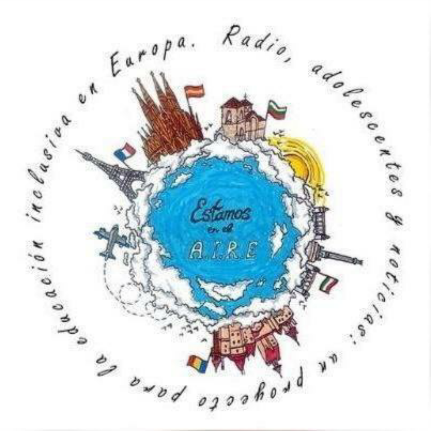 Radio, adolescentes y noticias: un proyecto para la educación inclusiva en Europa.
Estamos
en el
A.I.R.E